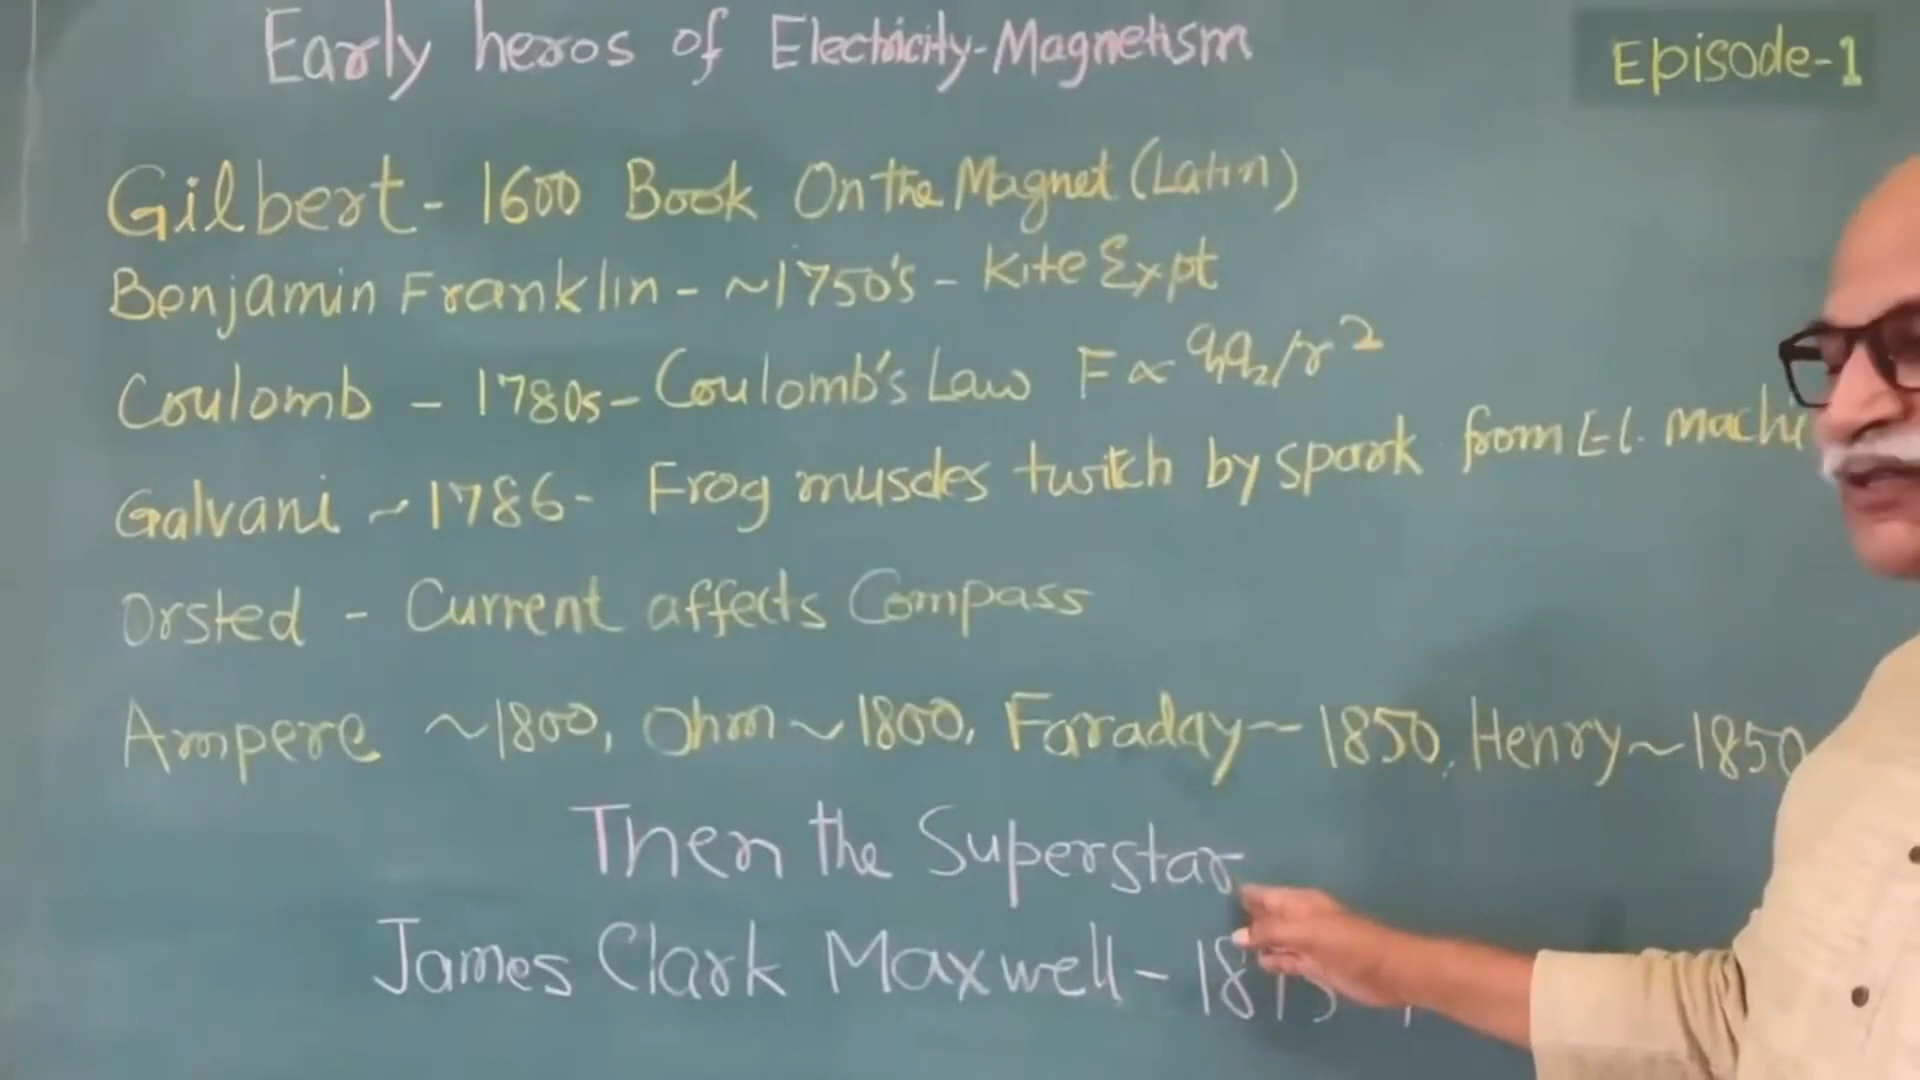 Early heros of Electricity-Magnetism
Episode-1
Gilbert - 1600 Book On the Magnet (Latin)
Benjamin Franklin - ~1750's - Kite Expt
Coulomb - 1780s - Coulomb's Law F ∝ q₁q₂/r²
Galvani ~ 1786 - Frog muscles twitch by spark from El. Machi
Orsted - Current affects Compass
Ampere ~1800, Ohm ~ 1800, Faraday ~ 1850, Henry ~ 1850
Then the Superstar
James Clark Maxwell -